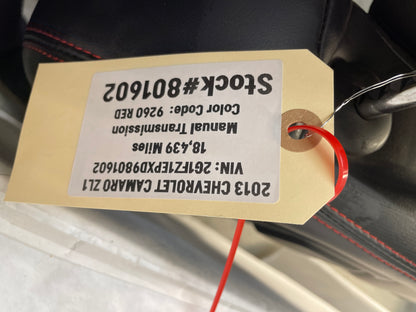 2013 CHEVROLET CAMARO ZL1
VIN: 2G1FZ1EPXD9801602
18,439 Miles
Manual Transmission
Color Code: 9260 RED
Stock#801602